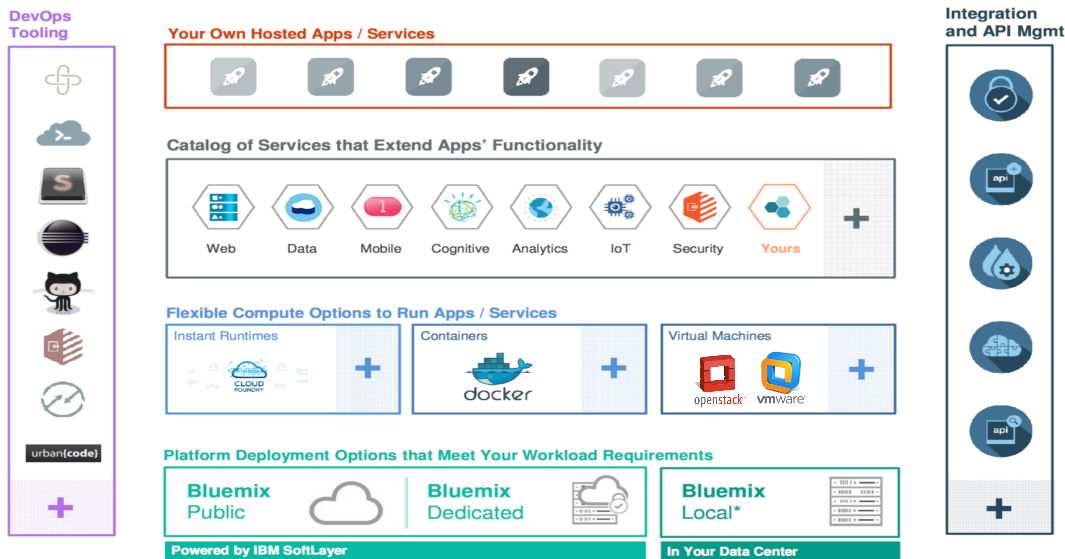 DevOps
Tooling
S
urban{code}
Your Own Hosted Apps / Services
Catalog of Services that Extend Apps' Functionality
1
Web
Data
Mobile
Cognitive
Analytics
IoT
Security
Yours
Flexible Compute Options to Run Apps / Services
Instant Runtimes
CLOUD
FOUNDRY
Containers
docker
Virtual Machines
openstack
vmware
Platform Deployment Options that Meet Your Workload Requirements
Bluemix
Public
Bluemix
Dedicated
Bluemix
Local*
Powered by IBM SoftLayer
In Your Data Center
Integration
and API Mgmt
api
api